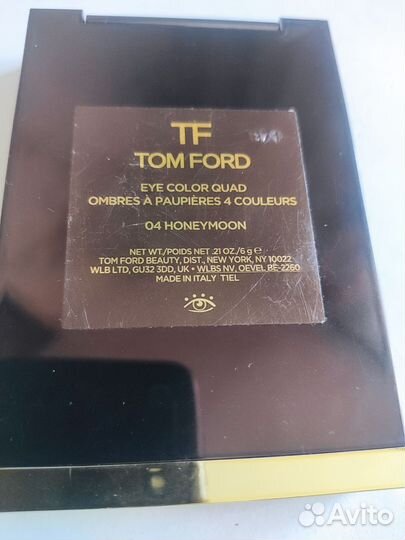 TF
TOM FORD
EYE COLOR QUAD
OMBRES À PAUPIÈRES 4 COULEURS
04 HONEYMOON
NET WT./POIDS NET .21 OZ./6 g ℮
TOM FORD BEAUTY, DIST., NEW YORK, NY 10022
WLB LTD, GU32 3DD, UK • WLBS NV, OEVEL BE-2260
MADE IN ITALY T1EL
Avito